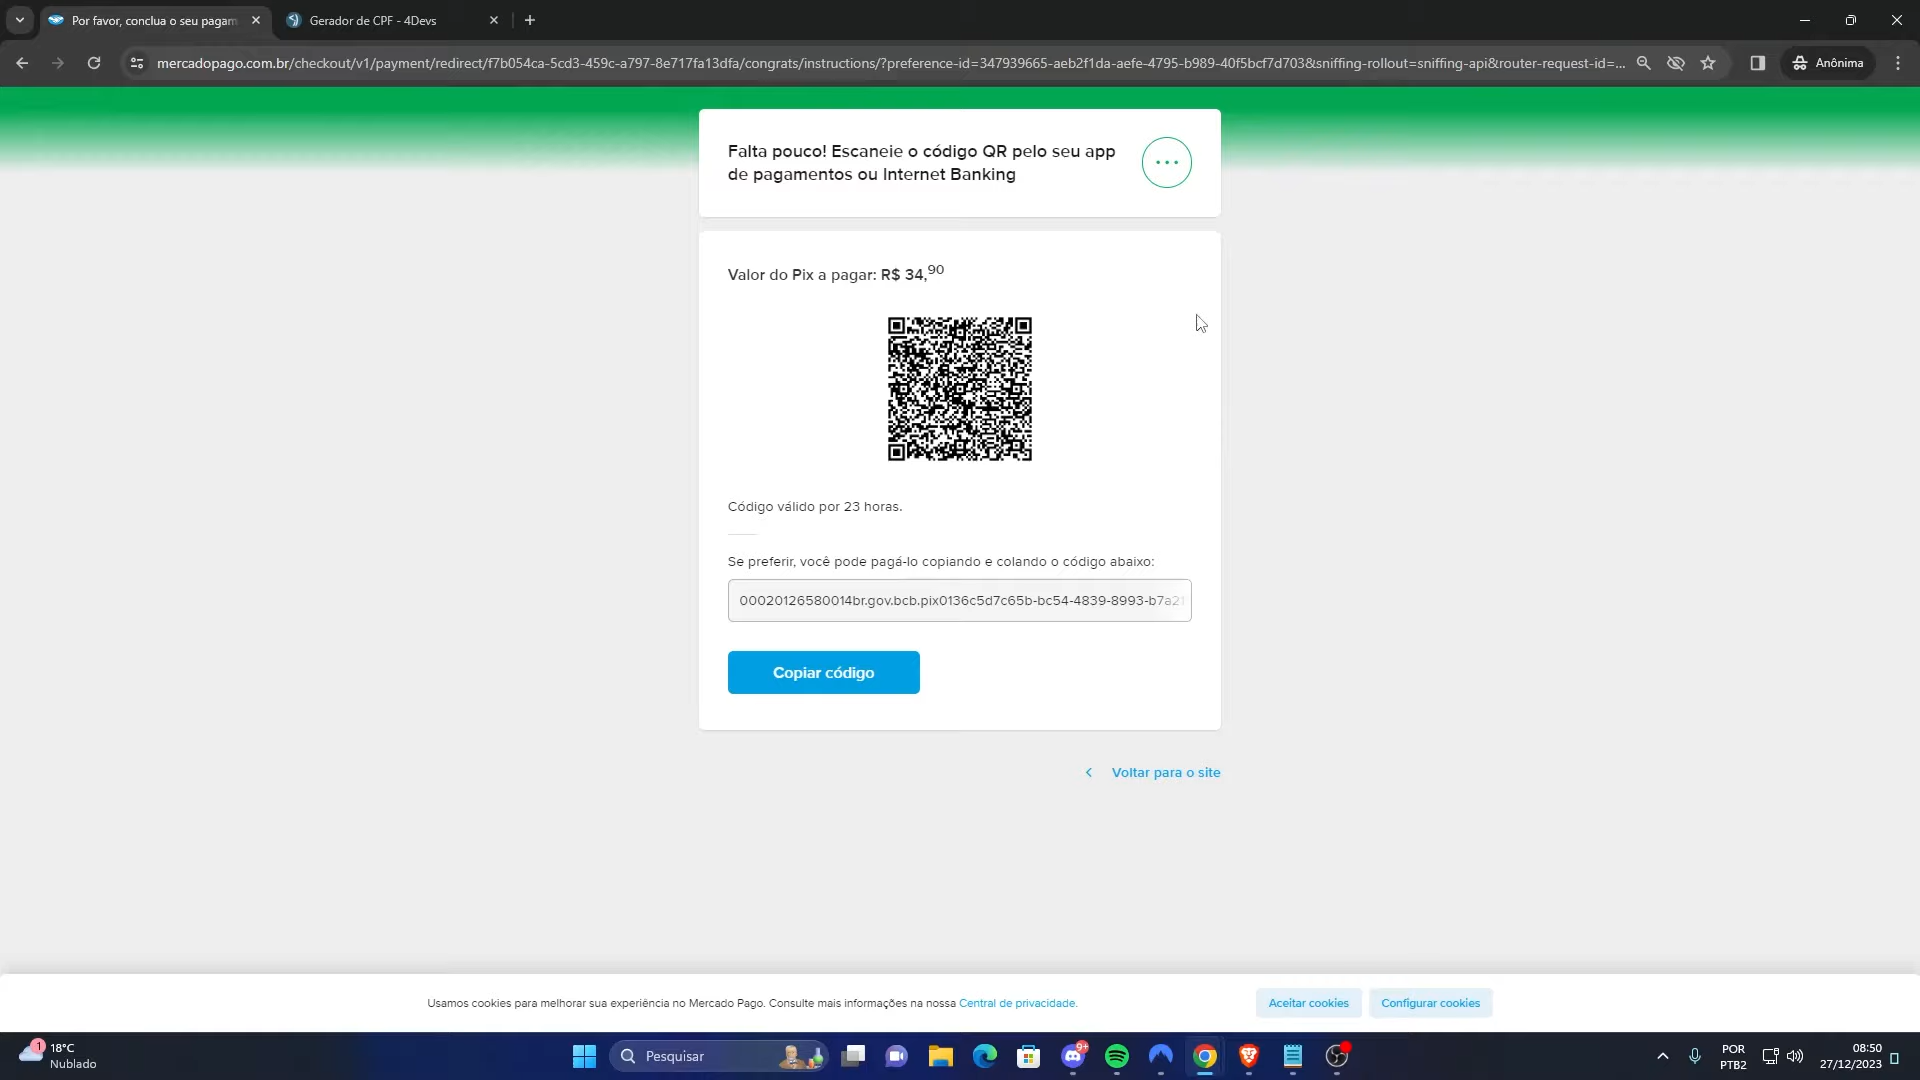 Por favor, conclua o seu pagam
Gerador de CPF - 4Devs
mercadopago.com.br/checkout/v1/payment/redirect/f7b054ca-5cd3-459c-a797-8e717fa13dfa/congrats/instructions/?preference-id=347939665-aeb2f1da-aefe-4795-b989-40f5bcf7d703&sniffing-rollout=sniffing-api&router-request-id=...
Anônima
Falta pouco! Escaneie o código QR pelo seu app
de pagamentos ou Internet Banking
Valor do Pix a pagar: R$ 34,90
Código válido por 23 horas.
Se preferir, você pode pagá-lo copiando e colando o código abaixo:
00020126580014br.gov.bcb.pix0136c5d7c65b-bc54-4839-8993-b7a21
Copiar código
Voltar para o site
Usamos cookies para melhorar sua experiência no Mercado Pago. Consulte mais informações na nossa Central de privacidade.
Aceitar cookies
Configurar cookies
1
18°C
Nublado
Pesquisar
9+
POR
PTB2
08:50
27/12/2023